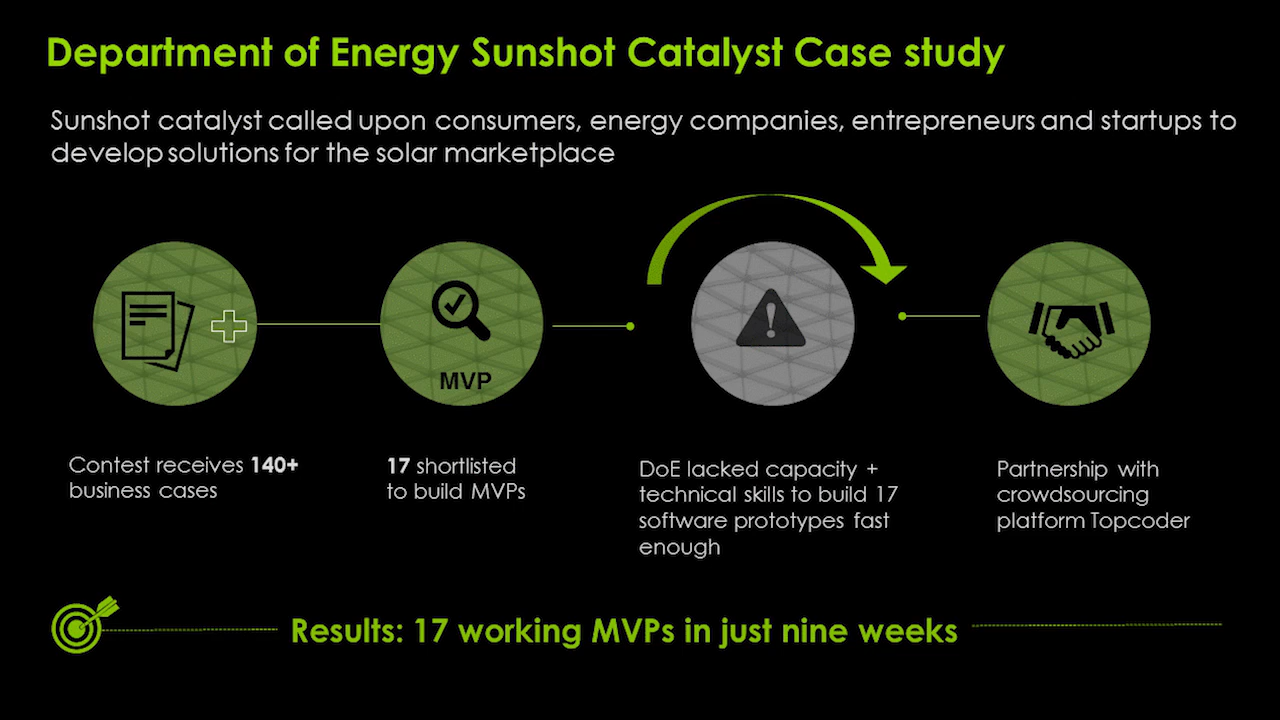 Department of Energy Sunshot Catalyst Case study
Sunshot catalyst called upon consumers, energy companies, entrepreneurs and startups to
develop solutions for the solar marketplace
MVP
Contest receives 140+
business cases
17 shortlisted
to build MVPs
DoE lacked capacity +
technical skills to build 17
software prototypes fast
enough
Partnership with
crowdsourcing
platform Topcoder
Results: 17 working MVPs in just nine weeks